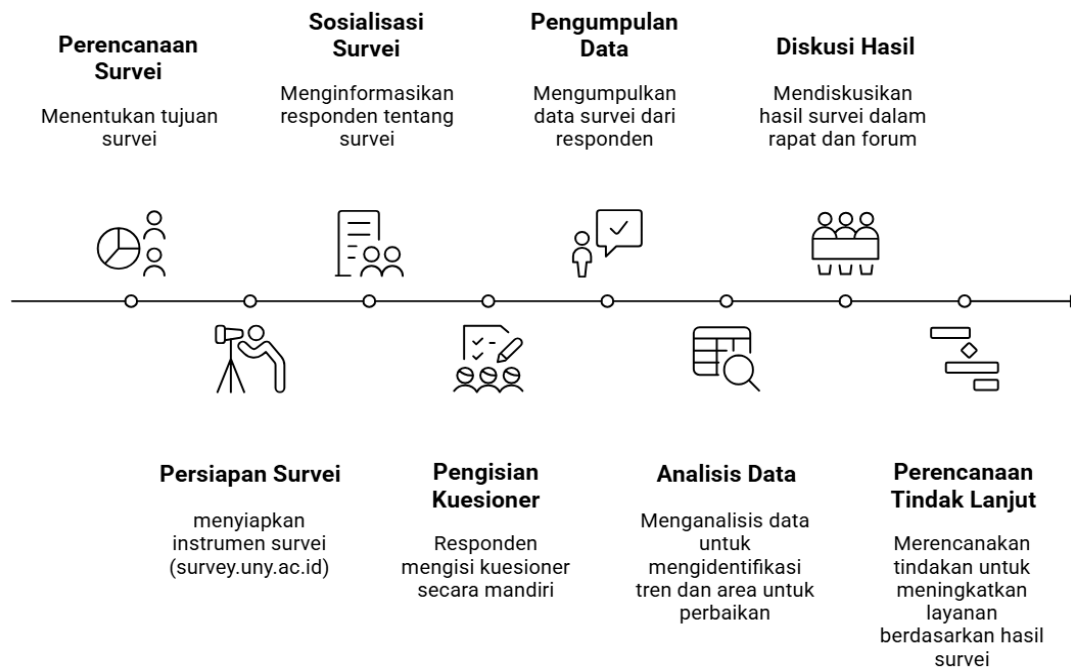 Perencanaan
Survei
Menentukan tujuan
survei
Sosialisasi
Survei
Menginformasikan
responden tentang
survei
Pengumpulan
Data
Mengumpulkan
data survei dari
responden
Diskusi Hasil
Mendiskusikan
hasil survei dalam
rapat dan forum
Persiapan Survei
menyiapkan
instrumen survei
(survey.uny.ac.id)
Pengisian
Kuesioner
Responden
mengisi kuesioner
secara mandiri
Analisis Data
Menganalisis data
untuk
mengidentifikasi
tren dan area untuk
perbaikan
Perencanaan
Tindak Lanjut
Merencanakan
tindakan untuk
meningkatkan
layanan
berdasarkan hasil
survei